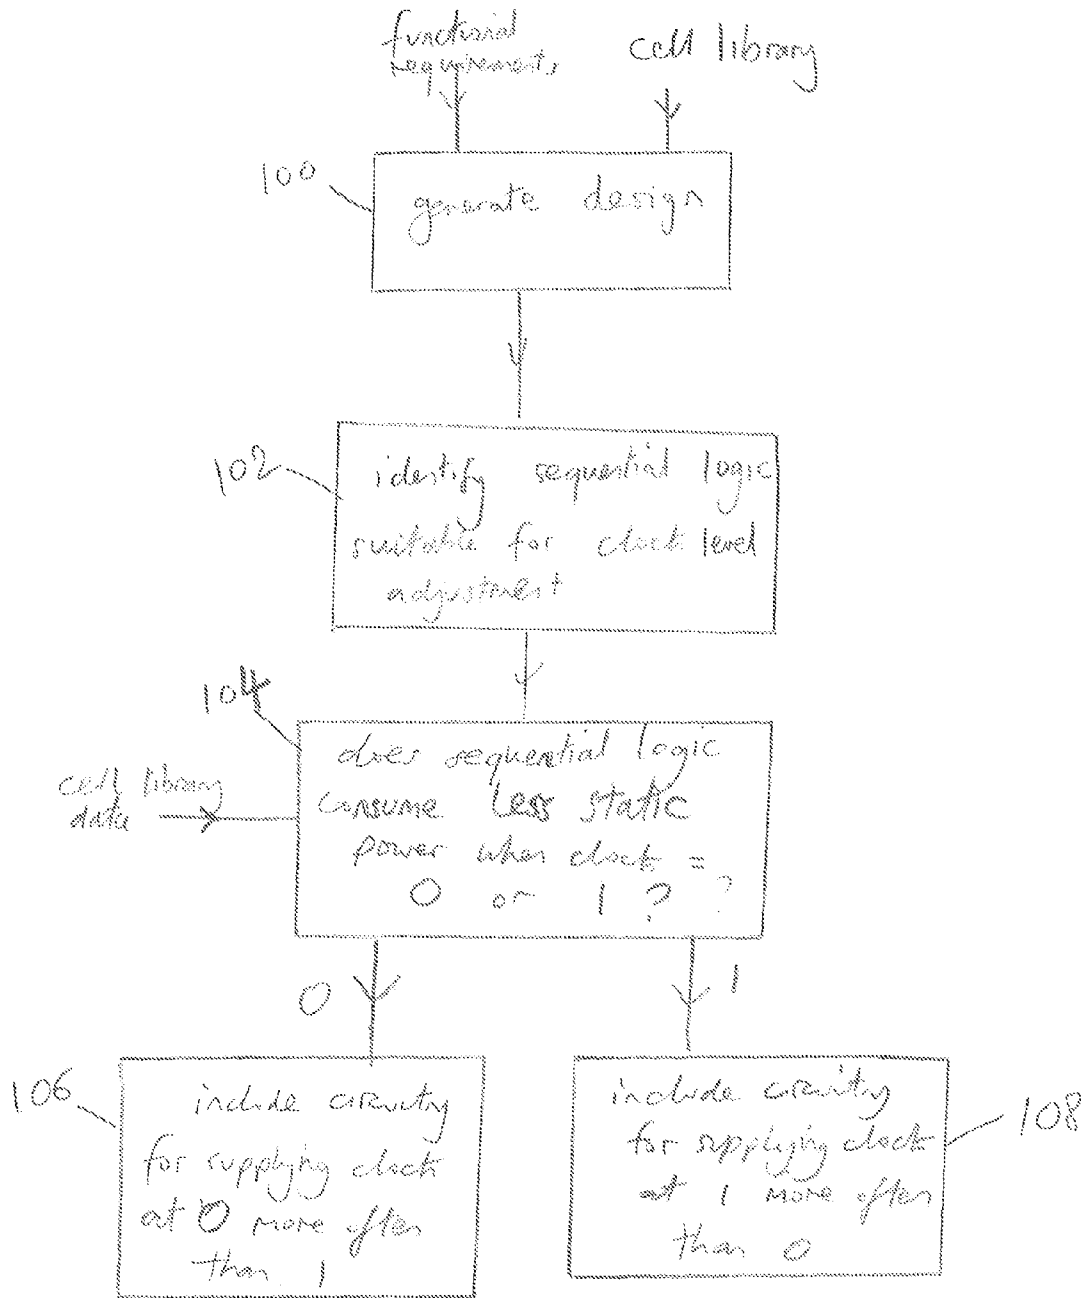 functional
requirements
cell library
100
generate design
102
identify sequential logic
suitable for clock level
adjustment
104
cell library
data
does sequential logic
consume less static
power when clock =
0 or 1 ? ?
0
1
106
include circuitry
for supplying clock
at 0 more often
than 1
include circuitry
for supplying clock
at 1 more often
than 0
108